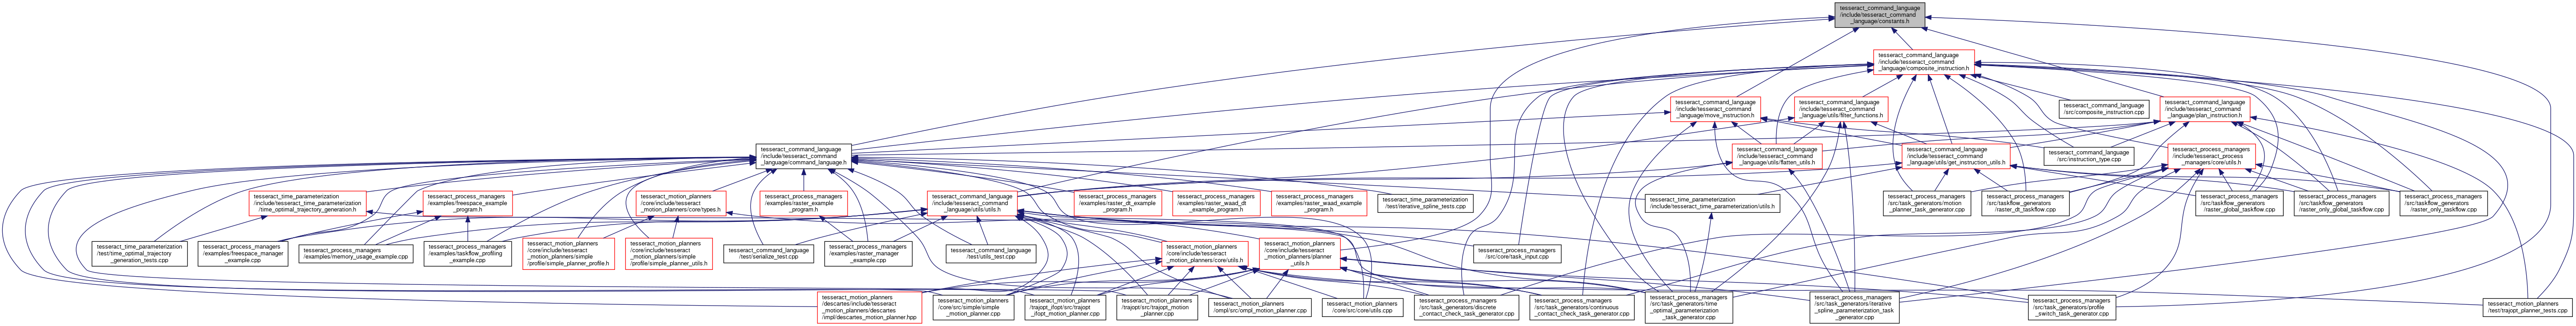 tesseract_command_language
/include/tesseract_command
_language/constants.h
tesseract_command_language
/include/tesseract_command
_language/composite_instruction.h
tesseract_command_language
/include/tesseract_command
_language/move_instruction.h
tesseract_command_language
/include/tesseract_command
_language/utils/filter_functions.h
tesseract_command_language
/src/composite_instruction.cpp
tesseract_command_language
/include/tesseract_command
_language/plan_instruction.h
tesseract_command_language
/include/tesseract_command
_language/command_language.h
tesseract_command_language
/include/tesseract_command
_language/utils/flatten_utils.h
tesseract_command_language
/include/tesseract_command
_language/utils/get_instruction_utils.h
tesseract_command_language
/src/instruction_type.cpp
tesseract_process_managers
/include/tesseract_process
_managers/core/utils.h
tesseract_time_parameterization
/include/tesseract_time_parameterization
/time_optimal_trajectory_generation.h
tesseract_process_managers
/examples/freespace_example
_program.h
tesseract_motion_planners
/core/include/tesseract
_motion_planners/core/types.h
tesseract_process_managers
/examples/raster_example
_program.h
tesseract_command_language
/include/tesseract_command
_language/utils/utils.h
tesseract_process_managers
/examples/raster_dt_example
_program.h
tesseract_process_managers
/examples/raster_waad_dt
_example_program.h
tesseract_process_managers
/examples/raster_waad_example
_program.h
tesseract_time_parameterization
/test/iterative_spline_tests.cpp
tesseract_time_parameterization
/include/tesseract_time_parameterization/utils.h
tesseract_process_managers
/src/task_generators/motion
_planner_task_generator.cpp
tesseract_process_managers
/src/taskflow_generators
/raster_dt_taskflow.cpp
tesseract_process_managers
/src/taskflow_generators
/raster_global_taskflow.cpp
tesseract_process_managers
/src/taskflow_generators
/raster_only_global_taskflow.cpp
tesseract_process_managers
/src/taskflow_generators
/raster_only_taskflow.cpp
tesseract_time_parameterization
/test/time_optimal_trajectory
_generation_tests.cpp
tesseract_process_managers
/examples/freespace_manager
_example.cpp
tesseract_process_managers
/examples/memory_usage_example.cpp
tesseract_process_managers
/examples/taskflow_profiling
_example.cpp
tesseract_motion_planners
/core/include/tesseract
_motion_planners/simple
/profile/simple_planner_profile.h
tesseract_motion_planners
/core/include/tesseract
_motion_planners/simple
/profile/simple_planner_utils.h
tesseract_command_language
/test/serialize_test.cpp
tesseract_process_managers
/examples/raster_manager
_example.cpp
tesseract_command_language
/test/utils_test.cpp
tesseract_motion_planners
/core/include/tesseract
_motion_planners/core/utils.h
tesseract_motion_planners
/core/include/tesseract
_motion_planners/planner
_utils.h
tesseract_process_managers
/src/core/task_input.cpp
tesseract_motion_planners
/descartes/include/tesseract
_motion_planners/descartes
/impl/descartes_motion_planner.hpp
tesseract_motion_planners
/core/src/simple/simple
_motion_planner.cpp
tesseract_motion_planners
/trajopt_ifopt/src/trajopt
_ifopt_motion_planner.cpp
tesseract_motion_planners
/trajopt/src/trajopt_motion
_planner.cpp
tesseract_motion_planners
/ompl/src/ompl_motion_planner.cpp
tesseract_motion_planners
/core/src/core/utils.cpp
tesseract_process_managers
/src/task_generators/discrete
_contact_check_task_generator.cpp
tesseract_process_managers
/src/task_generators/continuous
_contact_check_task_generator.cpp
tesseract_process_managers
/src/task_generators/time
_optimal_parameterization
_task_generator.cpp
tesseract_process_managers
/src/task_generators/iterative
_spline_parameterization_task
_generator.cpp
tesseract_process_managers
/src/task_generators/profile
_switch_task_generator.cpp
tesseract_motion_planners
/test/trajopt_planner_tests.cpp